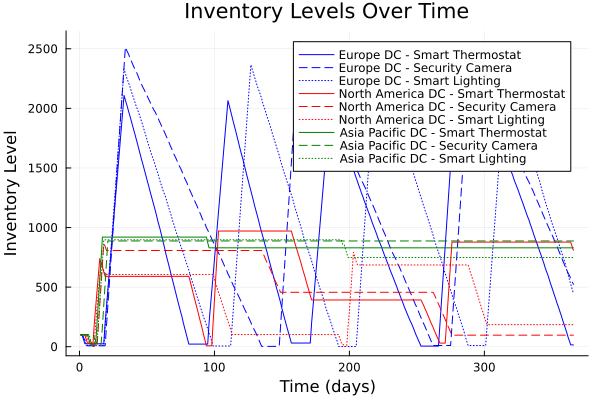 Inventory Levels Over Time
Inventory Level
2500
2000
1500
1000
500
0
Europe DC - Smart Thermostat
Europe DC - Security Camera
Europe DC - Smart Lighting
North America DC - Smart Thermostat
North America DC - Security Camera
North America DC - Smart Lighting
Asia Pacific DC - Smart Thermostat
Asia Pacific DC - Security Camera
Asia Pacific DC - Smart Lighting
0 100 200 300
Time (days)